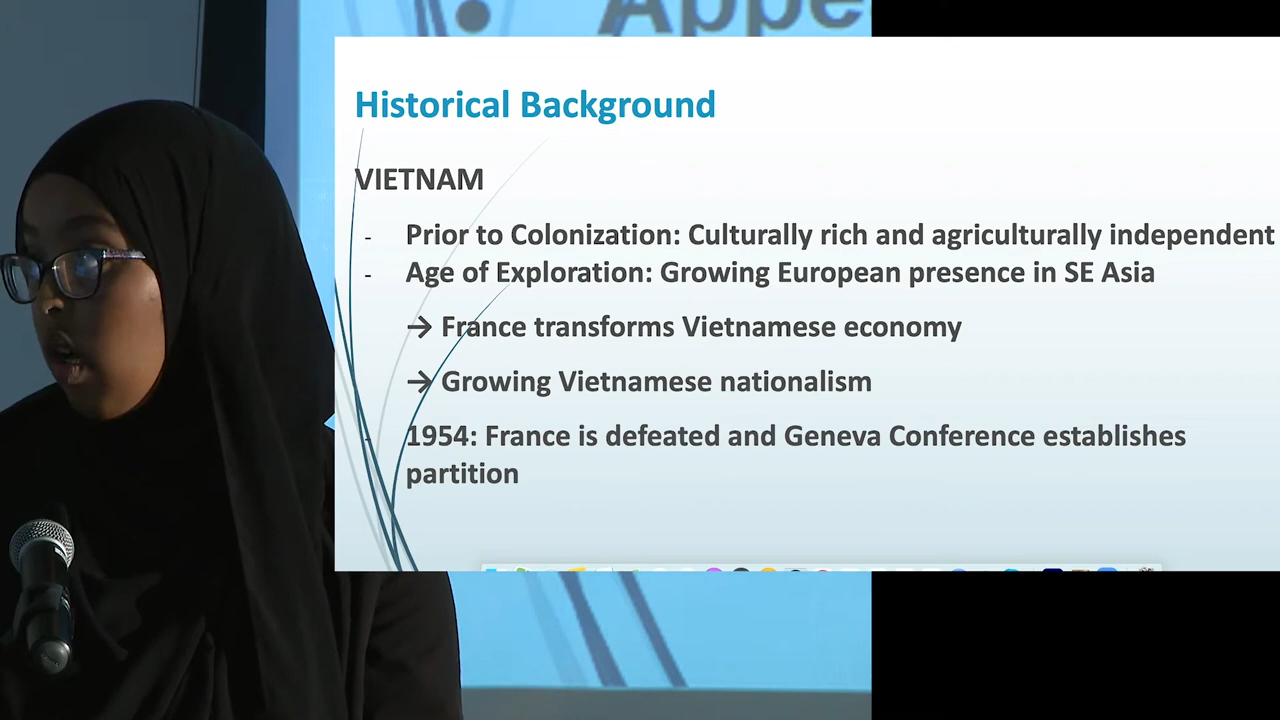 Appe
Historical Background
VIETNAM
- Prior to Colonization: Culturally rich and agriculturally independent
- Age of Exploration: Growing European presence in SE Asia
→ France transforms Vietnamese economy
→ Growing Vietnamese nationalism
- 1954: France is defeated and Geneva Conference establishes
partition